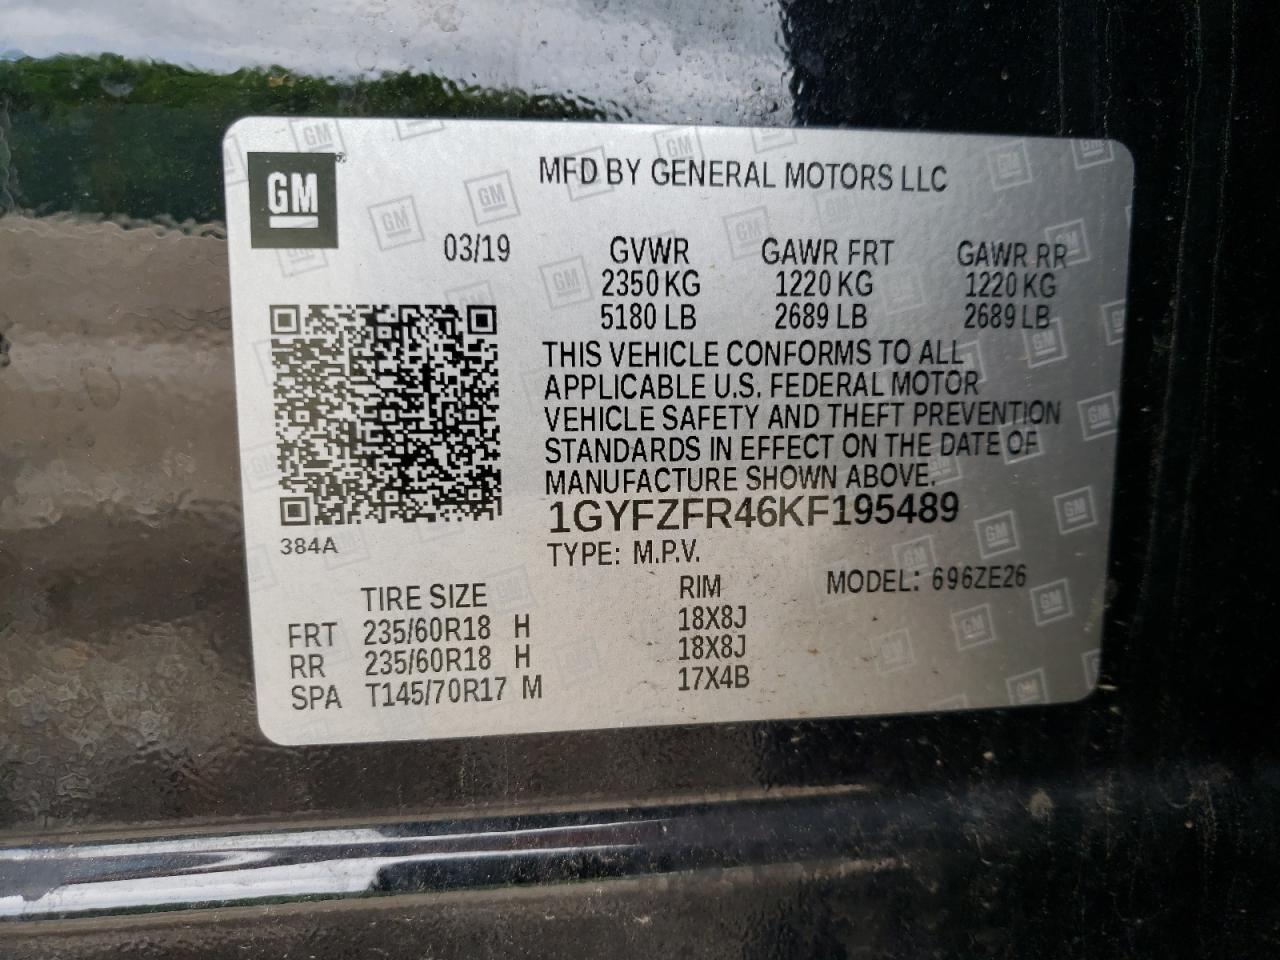 GM
MFD BY GENERAL MOTORS LLC
03/19 GVWR GAWR FRT GAWR RR
2350 KG 1220 KG 1220 KG
5180 LB 2689 LB 2689 LB
THIS VEHICLE CONFORMS TO ALL
APPLICABLE U.S. FEDERAL MOTOR
VEHICLE SAFETY AND THEFT PREVENTION
STANDARDS IN EFFECT ON THE DATE OF
MANUFACTURE SHOWN ABOVE.
1GYFZFR46KF195489
384A
TYPE: M.P.V. MODEL: 696ZE26
TIRE SIZE RIM
FRT 235/60R18 H 18X8J
RR 235/60R18 H 18X8J
SPA T145/70R17 M 17X4B